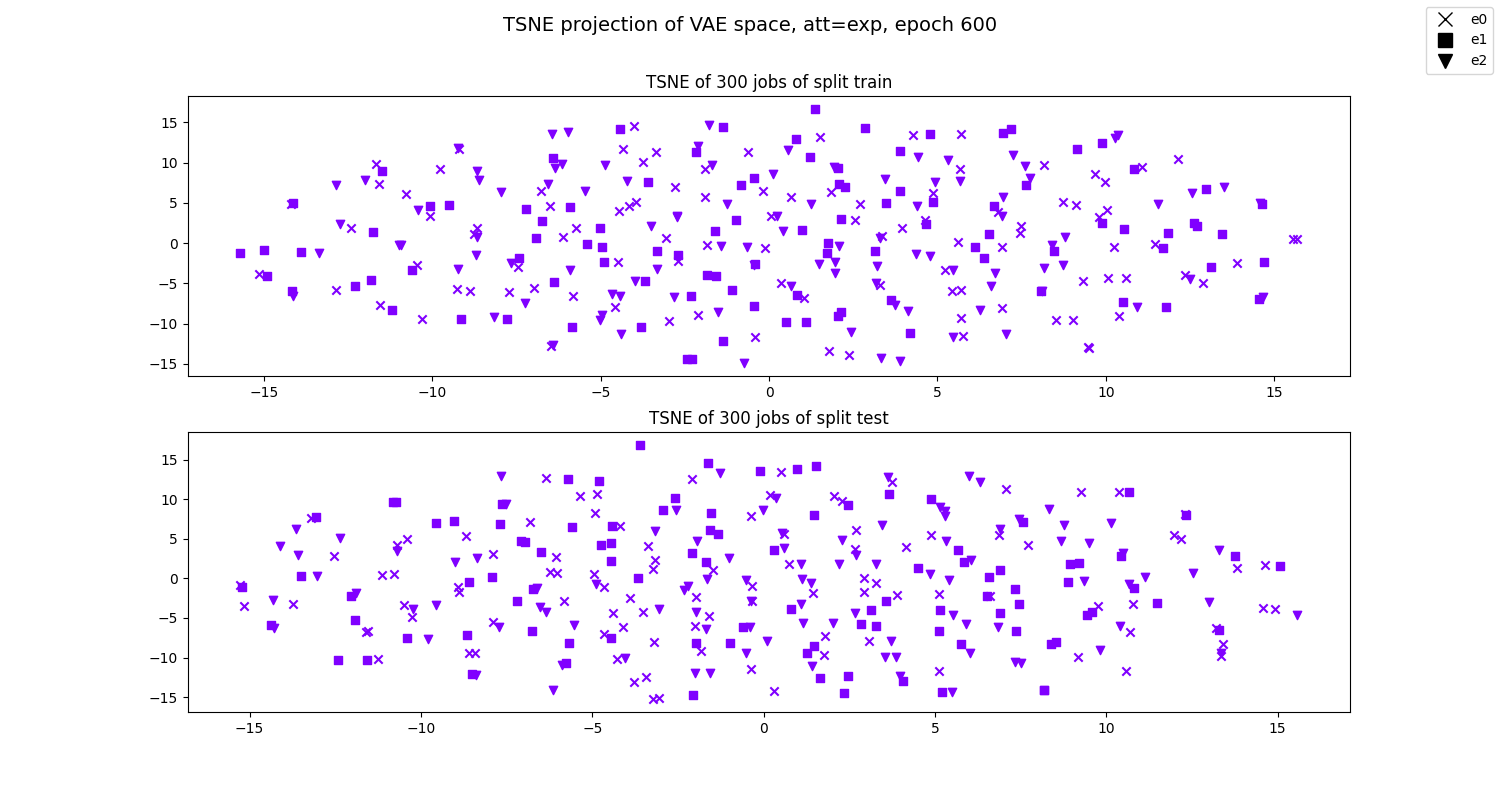 TSNE projection of VAE space, att=exp, epoch 600
e0
e1
e2
TSNE of 300 jobs of split train
15
10
5
0
−5
−10
−15
−15 −10 −5 0 5 10 15
TSNE of 300 jobs of split test
15
10
5
0
−5
−10
−15
−15 −10 −5 0 5 10 15